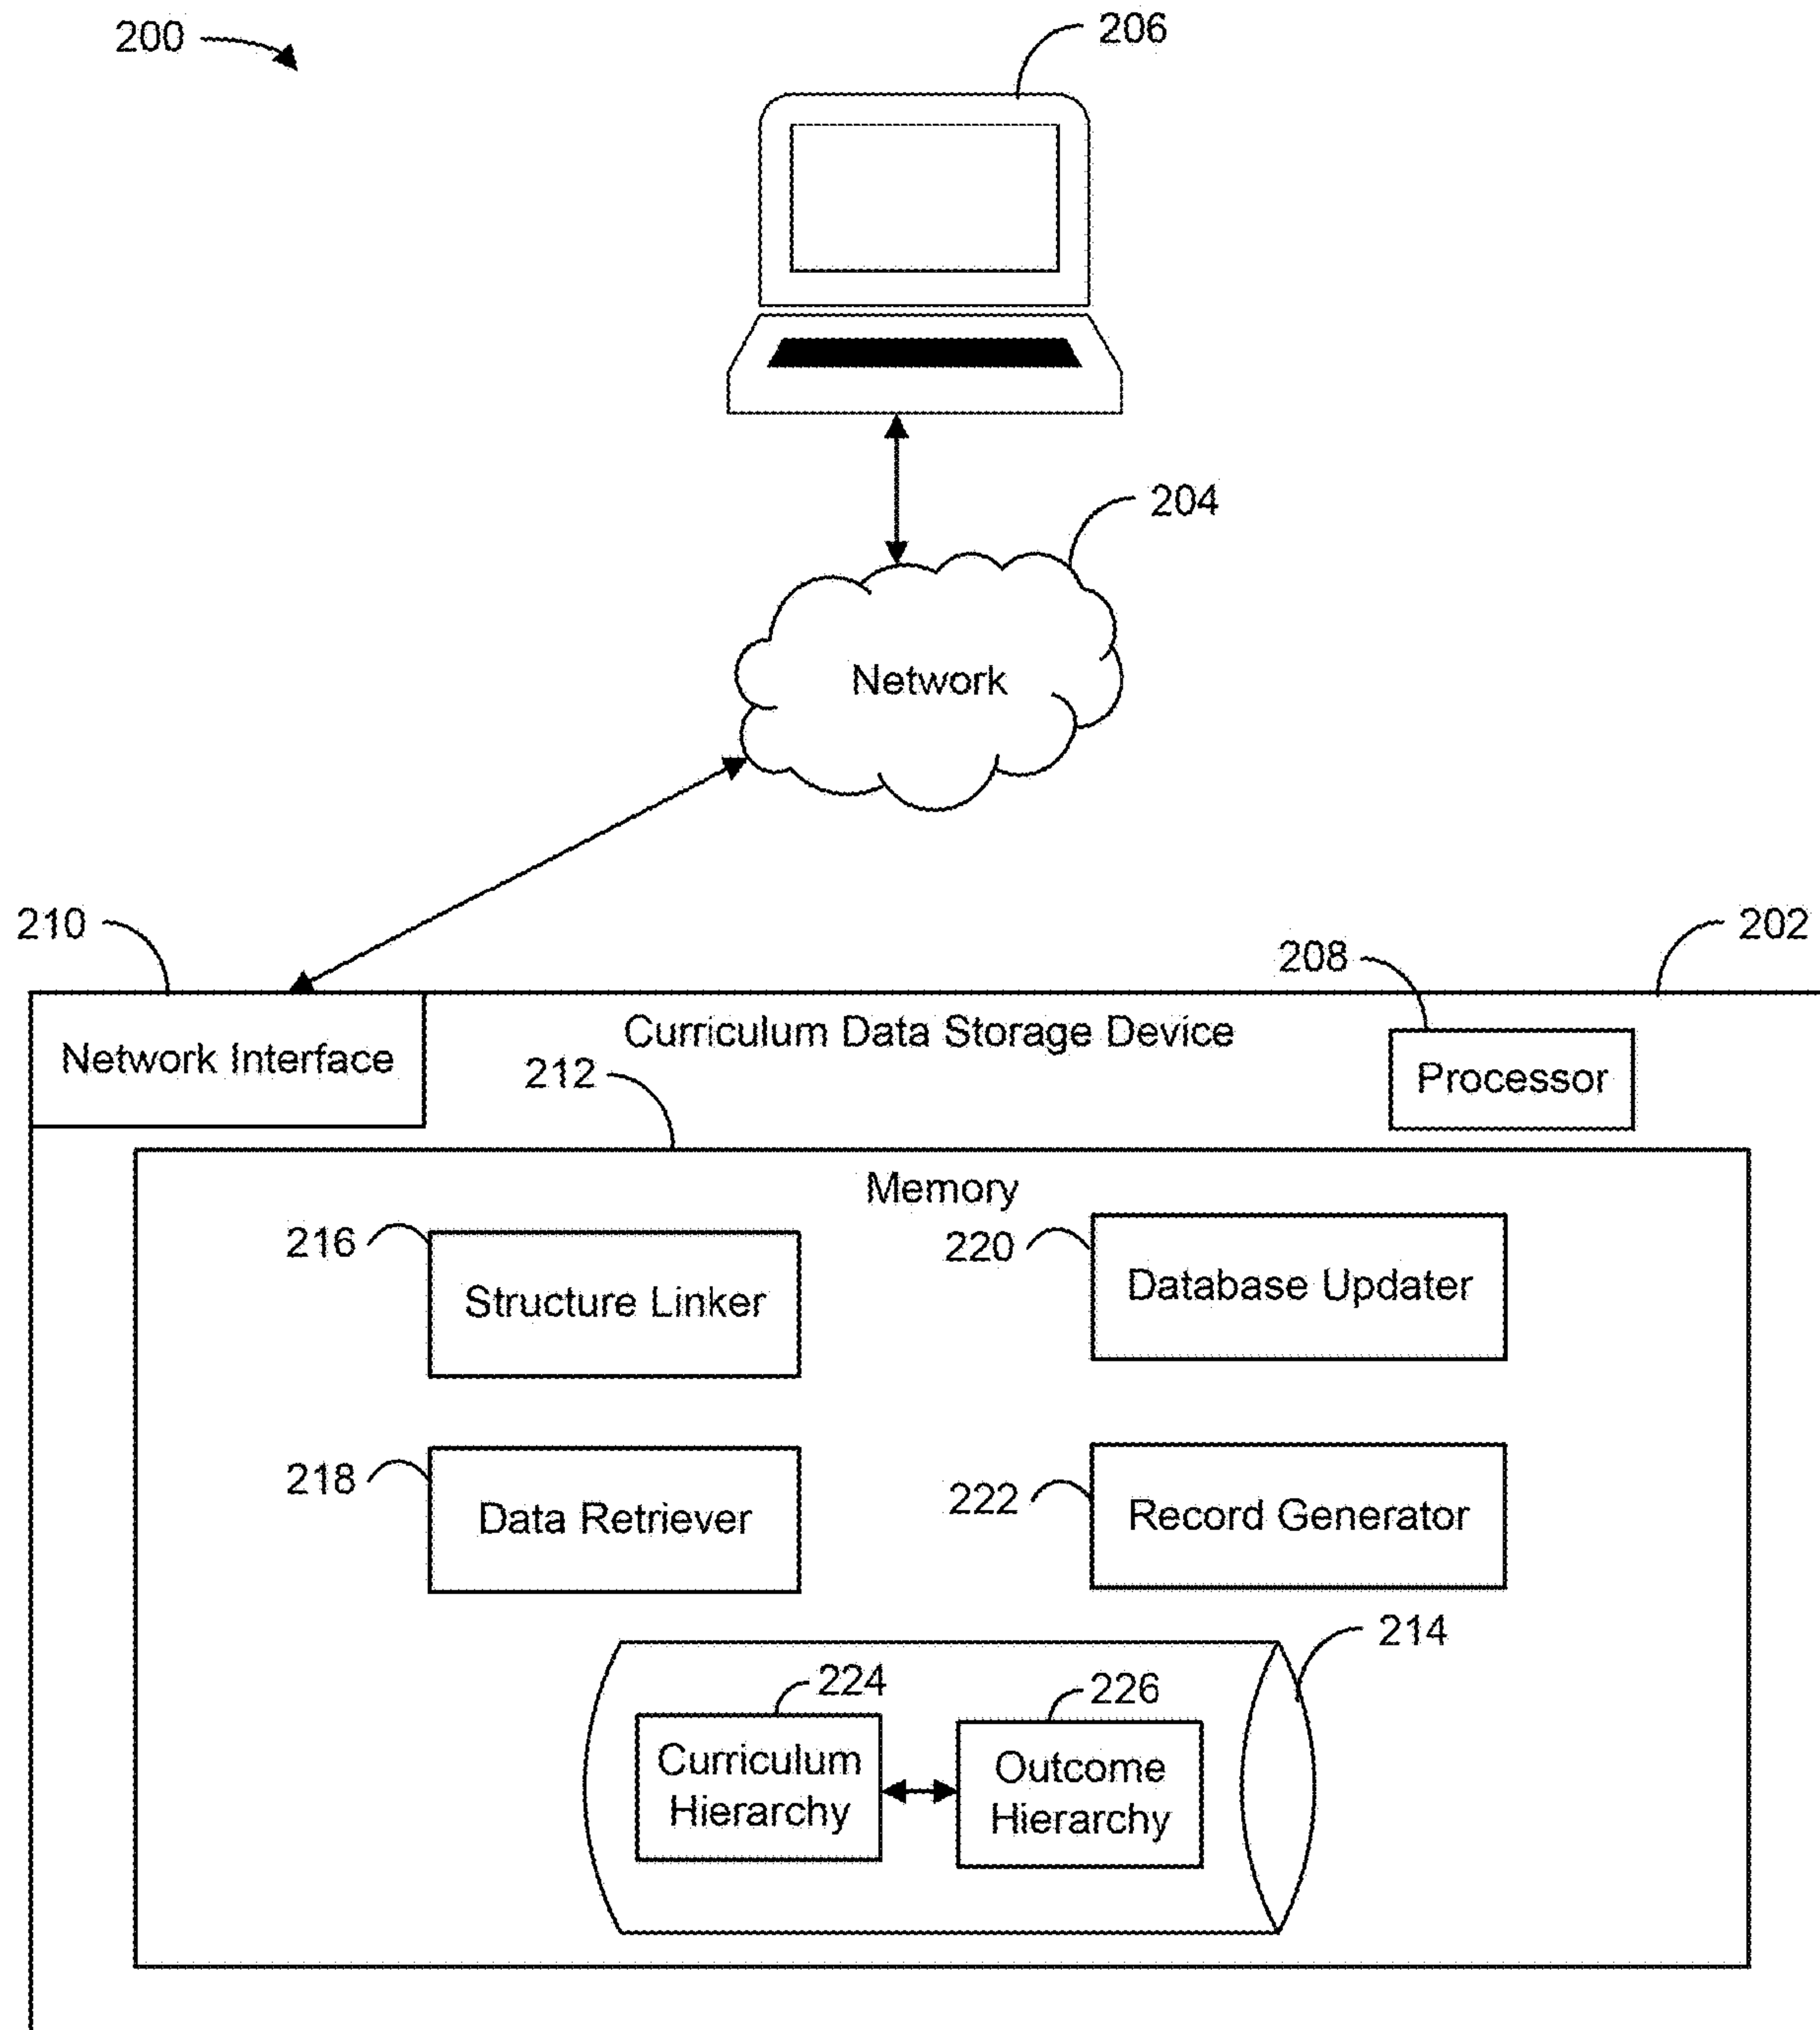 200
206
204
Network
210
202
208
Network Interface
Curriculum Data Storage Device
Processor
212
Memory
216
220
Structure Linker
Database Updater
218
222
Data Retriever
Record Generator
214
224
226
Curriculum
Hierarchy
Outcome
Hierarchy